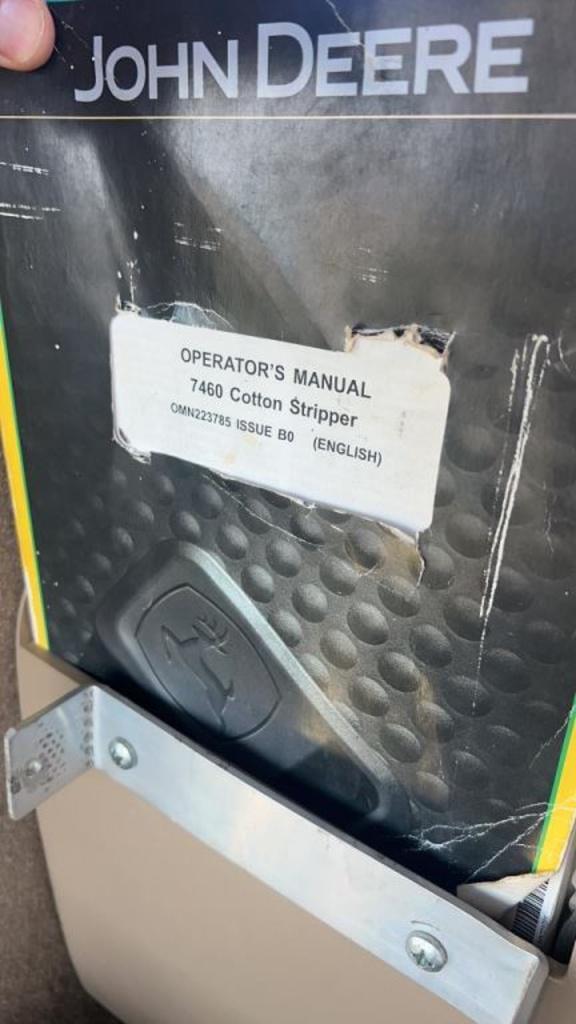 JOHN DEERE
OPERATOR'S MANUAL
7460 Cotton Stripper
OMN223785 ISSUE B0 (ENGLISH)